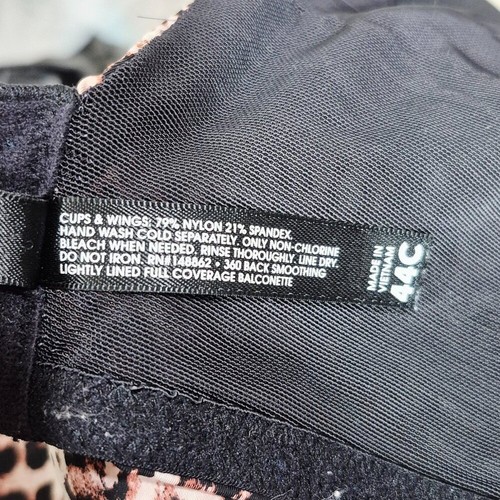 CUPS & WINGS: 79% NYLON 21% SPANDEX.
HAND WASH COLD SEPARATELY. ONLY NON-CHLORINE
BLEACH WHEN NEEDED. RINSE THOROUGHLY. LINE DRY.
DO NOT IRON. RN#148862 • 360 BACK SMOOTHING
LIGHTLY LINED FULL COVERAGE BALCONETTE
MADE IN
VIETNAM
44C